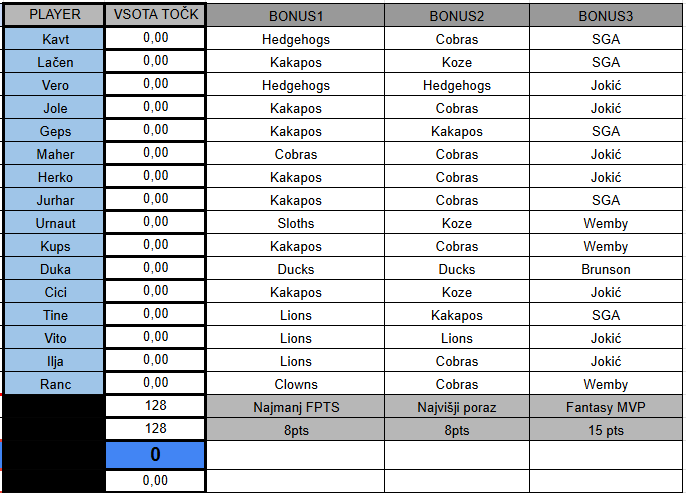 PLAYER VSOTA TOČK BONUS1 BONUS2 BONUS3
Kavt 0,00 Hedgehogs Cobras SGA
Lačen 0,00 Kakapos Koze SGA
Vero 0,00 Hedgehogs Hedgehogs Jokić
Jole 0,00 Kakapos Cobras Jokić
Geps 0,00 Kakapos Kakapos SGA
Maher 0,00 Cobras Cobras Jokić
Herko 0,00 Kakapos Cobras Jokić
Jurhar 0,00 Kakapos Cobras SGA
Urnaut 0,00 Sloths Koze Wemby
Kups 0,00 Kakapos Cobras Wemby
Duka 0,00 Ducks Ducks Brunson
Cici 0,00 Kakapos Koze Jokić
Tine 0,00 Lions Kakapos SGA
Vito 0,00 Lions Lions Jokić
Ilja 0,00 Lions Cobras Jokić
Ranc 0,00 Clowns Cobras Wemby
128 Najmanj FPTS Najvišji poraz Fantasy MVP
128 8pts 8pts 15 pts
0
0,00